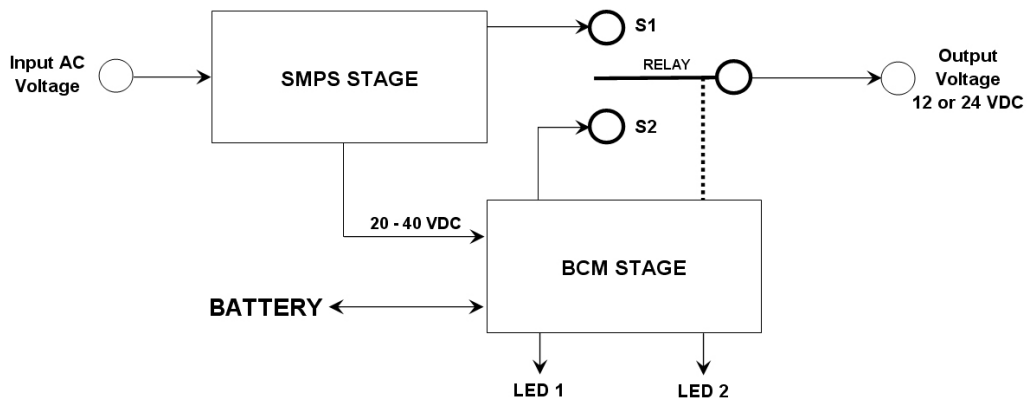 Input AC
Voltage
SMPS STAGE
S1
RELAY
Output
Voltage
12 or 24 VDC
S2
20 - 40 VDC
BCM STAGE
BATTERY
LED 1
LED 2